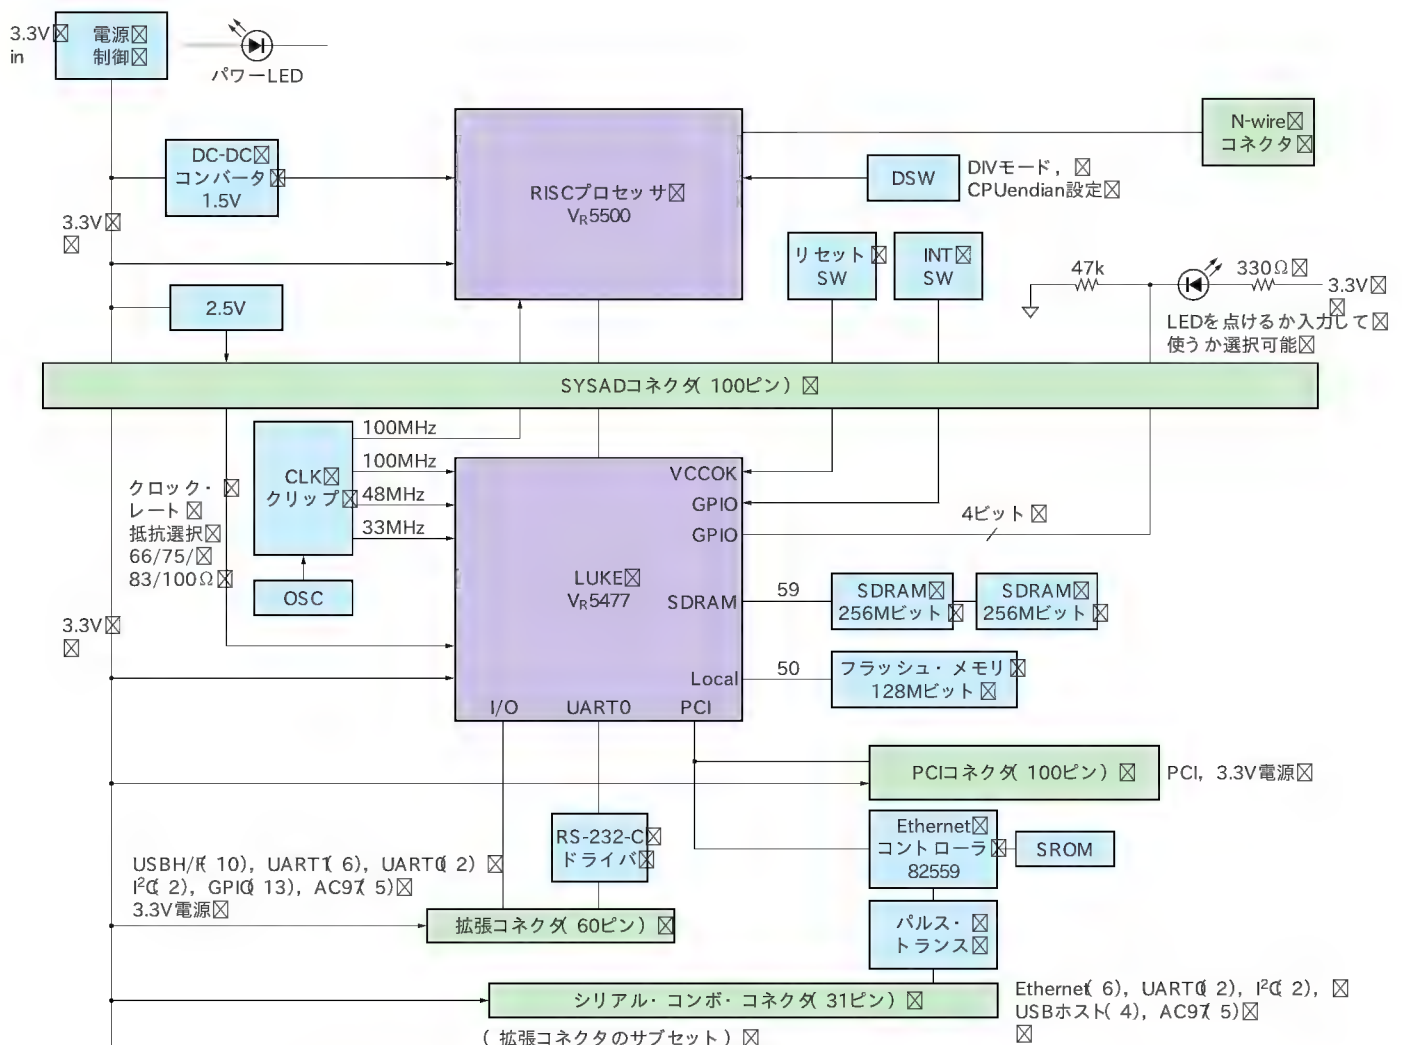 3.3V
in
電源
制御
パワーLED
N-wire
コネクタ
DC-DC
コンバータ
1.5V
RISCプロセッサ
VR5500
DSW
DIVモード，
CPUendian設定
3.3V
リセット
SW
INT
SW
47k
330Ω
3.3V
2.5V
LEDを点けるか入力して
使うか選択可能
SYSADコネクタ( 100ピン )
CLK
クリップ
100MHz
100MHz
48MHz
33MHz
クロック・
レート
抵抗選択
66/75/
83/100Ω
OSC
VCCOK
GPIO
GPIO
4ビット
LUKE
VR5477
SDRAM
59
SDRAM
256Mビット
SDRAM
256Mビット
3.3V
Local
50
フラッシュ・メモリ
128Mビット
I/O
UART0
PCI
PCIコネクタ( 100ピン )
PCI，3.3V電源
RS-232-C
ドライバ
Ethernet
コントローラ
82559
SROM
USBH/F( 10)，UART1( 6)，UART0( 2)
I²C( 2)，GPIO( 13)，AC97( 5)
3.3V電源
拡張コネクタ( 60ピン )
パルス・
トランス
シリアル・コンボ・コネクタ( 31ピン )
Ethernet( 6)，UART0( 2)，I²C( 2)，
USBホスト( 4)，AC97( 5)
( 拡張コネクタのサブセット )